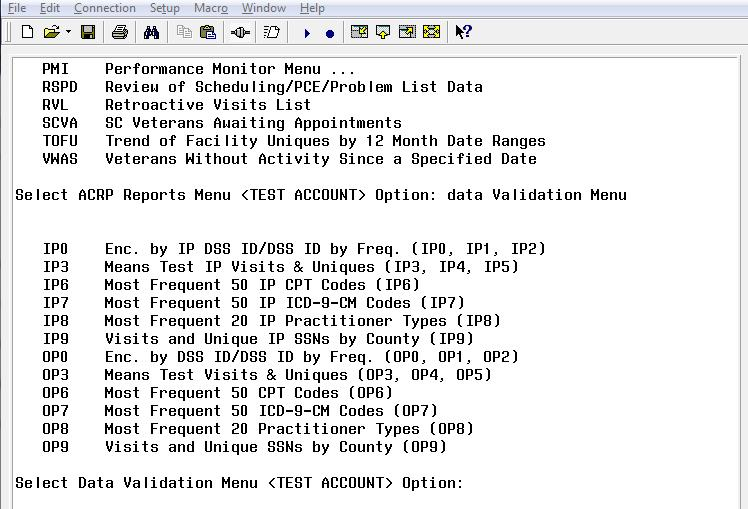 File Edit Connection Setup Macro Window Help
PMI Performance Monitor Menu ...
RSPD Review of Scheduling/PCE/Problem List Data
RVL Retroactive Visits List
SCVA SC Veterans Awaiting Appointments
TOFU Trend of Facility Uniques by 12 Month Date Ranges
VWAS Veterans Without Activity Since a Specified Date
Select ACRP Reports Menu <TEST ACCOUNT> Option: data Validation Menu
IP0 Enc. by IP DSS ID/DSS ID by Freq. (IP0, IP1, IP2)
IP3 Means Test IP Visits & Uniques (IP3, IP4, IP5)
IP6 Most Frequent 50 IP CPT Codes (IP6)
IP7 Most Frequent 50 IP ICD-9-CM Codes (IP7)
IP8 Most Frequent 20 IP Practitioner Types (IP8)
IP9 Visits and Unique IP SSNs by County (IP9)
OP0 Enc. by DSS ID/DSS ID by Freq. (OP0, OP1, OP2)
OP3 Means Test Visits & Uniques (OP3, OP4, OP5)
OP6 Most Frequent 50 CPT Codes (OP6)
OP7 Most Frequent 50 ICD-9-CM Codes (OP7)
OP8 Most Frequent 20 Practitioner Types (OP8)
OP9 Visits and Unique SSNs by County (OP9)
Select Data Validation Menu <TEST ACCOUNT> Option: